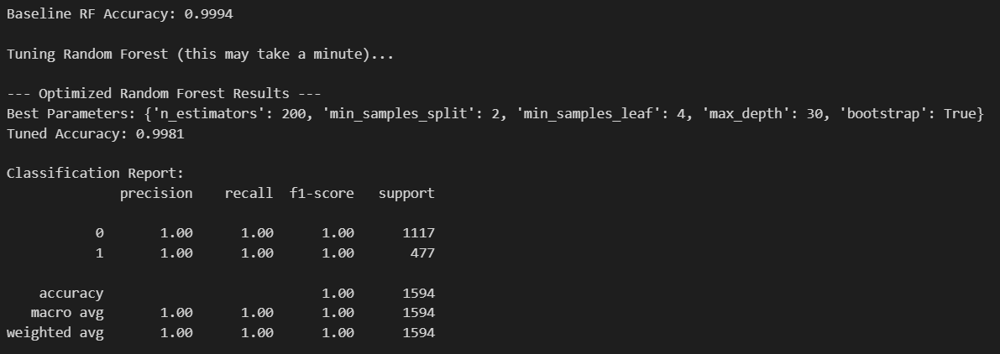 Baseline RF Accuracy: 0.9994
Tuning Random Forest (this may take a minute)...
--- Optimized Random Forest Results ---
Best Parameters: {'n_estimators': 200, 'min_samples_split': 2, 'min_samples_leaf': 4, 'max_depth': 30, 'bootstrap': True}
Tuned Accuracy: 0.9981
Classification Report:
precision recall f1-score support
0 1.00 1.00 1.00 1117
1 1.00 1.00 1.00 477
accuracy 1.00 1594
macro avg 1.00 1.00 1.00 1594
weighted avg 1.00 1.00 1.00 1594